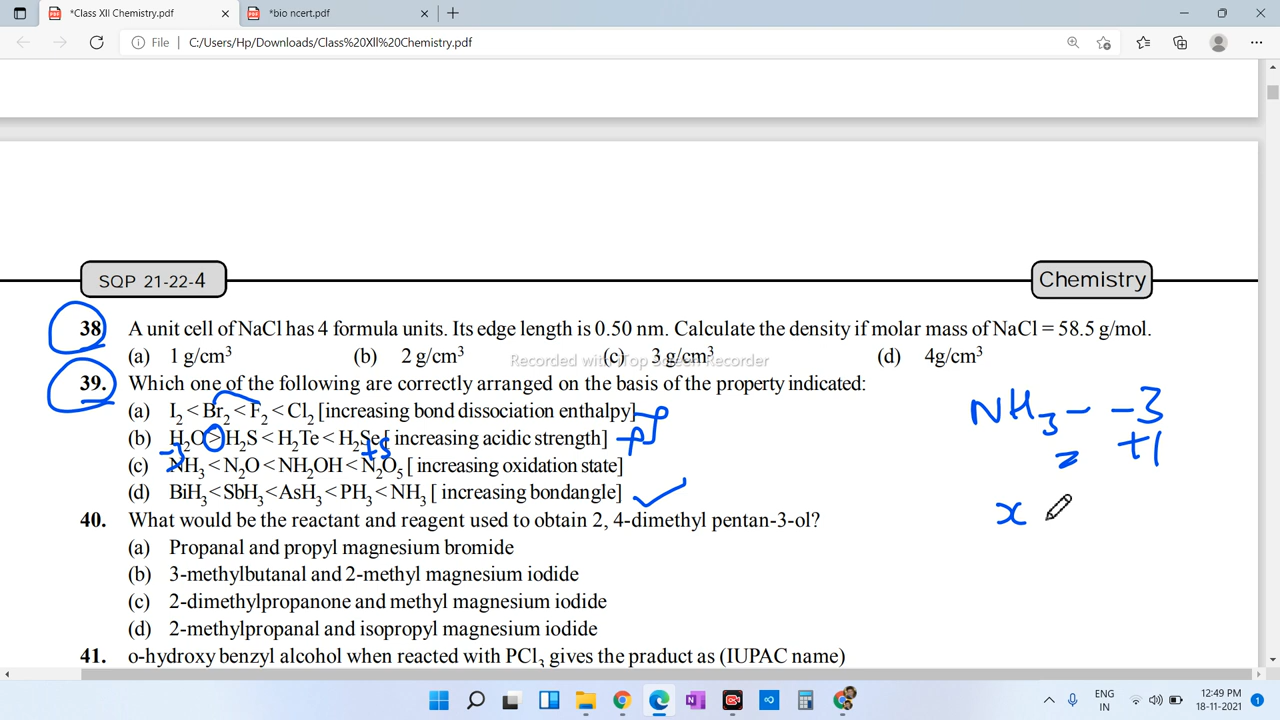 *Class XII Chemistry.pdf
*bio ncert.pdf
File
C:/Users/Hp/Downloads/Class%20XII%20Chemistry.pdf
SQP 21-22-4
Chemistry
38 A unit cell of NaCl has 4 formula units. Its edge length is 0.50 nm. Calculate the density if molar mass of NaCl = 58.5 g/mol.
(a) 1 g/cm³ (b) 2 g/cm³ (c) 3 g/cm³ (d) 4g/cm³
Recorded with iTop Screen Recorder
39. Which one of the following are correctly arranged on the basis of the property indicated:
(a) I₂ < Br₂ < F₂ < Cl₂ [increasing bond dissociation enthalpy]
(b) H₂O > H₂S < H₂Te < H₂Se [ increasing acidic strength]
-3 +5
(c) NH₃ < N₂O < NH₂OH < N₂O₅ [ increasing oxidation state]
(d) BiH₃ < SbH₃ < AsH₃ < PH₃ < NH₃ [ increasing bondangle]
NH₃ - -3
+1
x
40. What would be the reactant and reagent used to obtain 2, 4-dimethyl pentan-3-ol?
(a) Propanal and propyl magnesium bromide
(b) 3-methylbutanal and 2-methyl magnesium iodide
(c) 2-dimethylpropanone and methyl magnesium iodide
(d) 2-methylpropanal and isopropyl magnesium iodide
41. o-hydroxy benzyl alcohol when reacted with PCl₃ gives the praduct as (IUPAC name)
ENG
IN
12:49 PM
18-11-2021
1